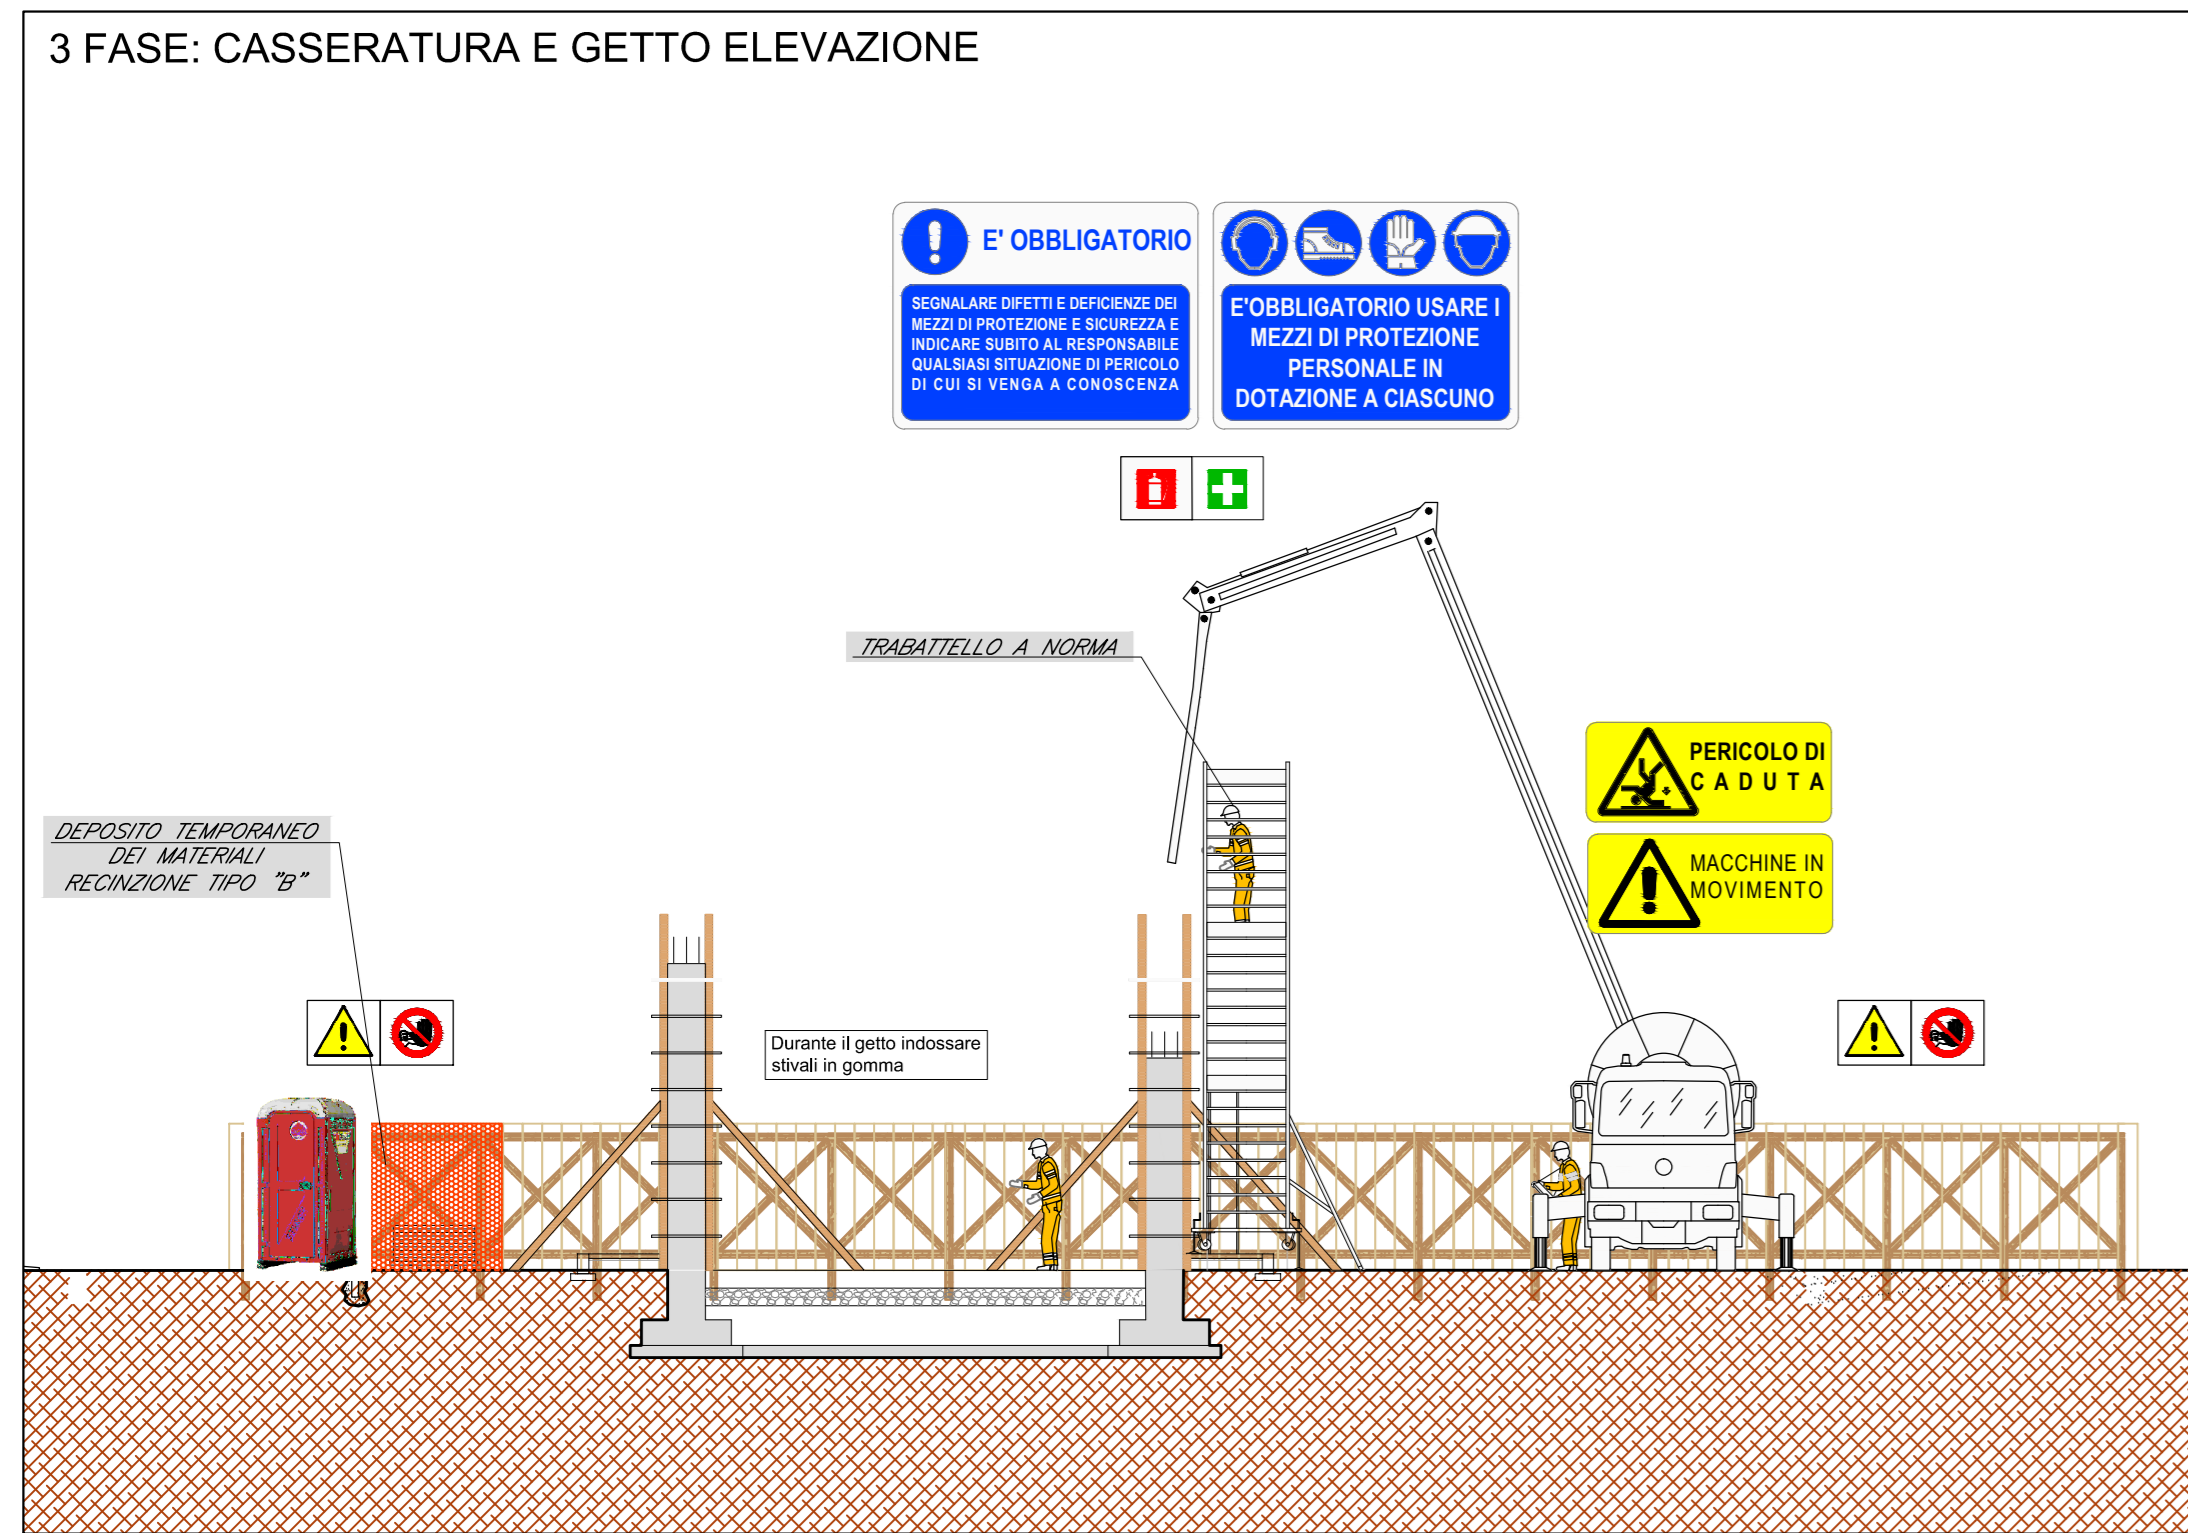 3 FASE: CASSERATURA E GETTO ELEVAZIONE
E' OBBLIGATORIO
SEGNALARE DIFETTI E DEFICIENZE DEI
MEZZI DI PROTEZIONE E SICUREZZA E
INDICARE SUBITO AL RESPONSABILE
QUALSIASI SITUAZIONE DI PERICOLO
DI CUI SI VENGA A CONOSCENZA
E'OBBLIGATORIO USARE I
MEZZI DI PROTEZIONE
PERSONALE IN
DOTAZIONE A CIASCUNO
TRABATTELLO A NORMA
PERICOLO DI
CADUTA
MACCHINE IN
MOVIMENTO
DEPOSITO TEMPORANEO
DEI MATERIALI
RECINZIONE TIPO "B"
Durante il getto indossare
stivali in gomma